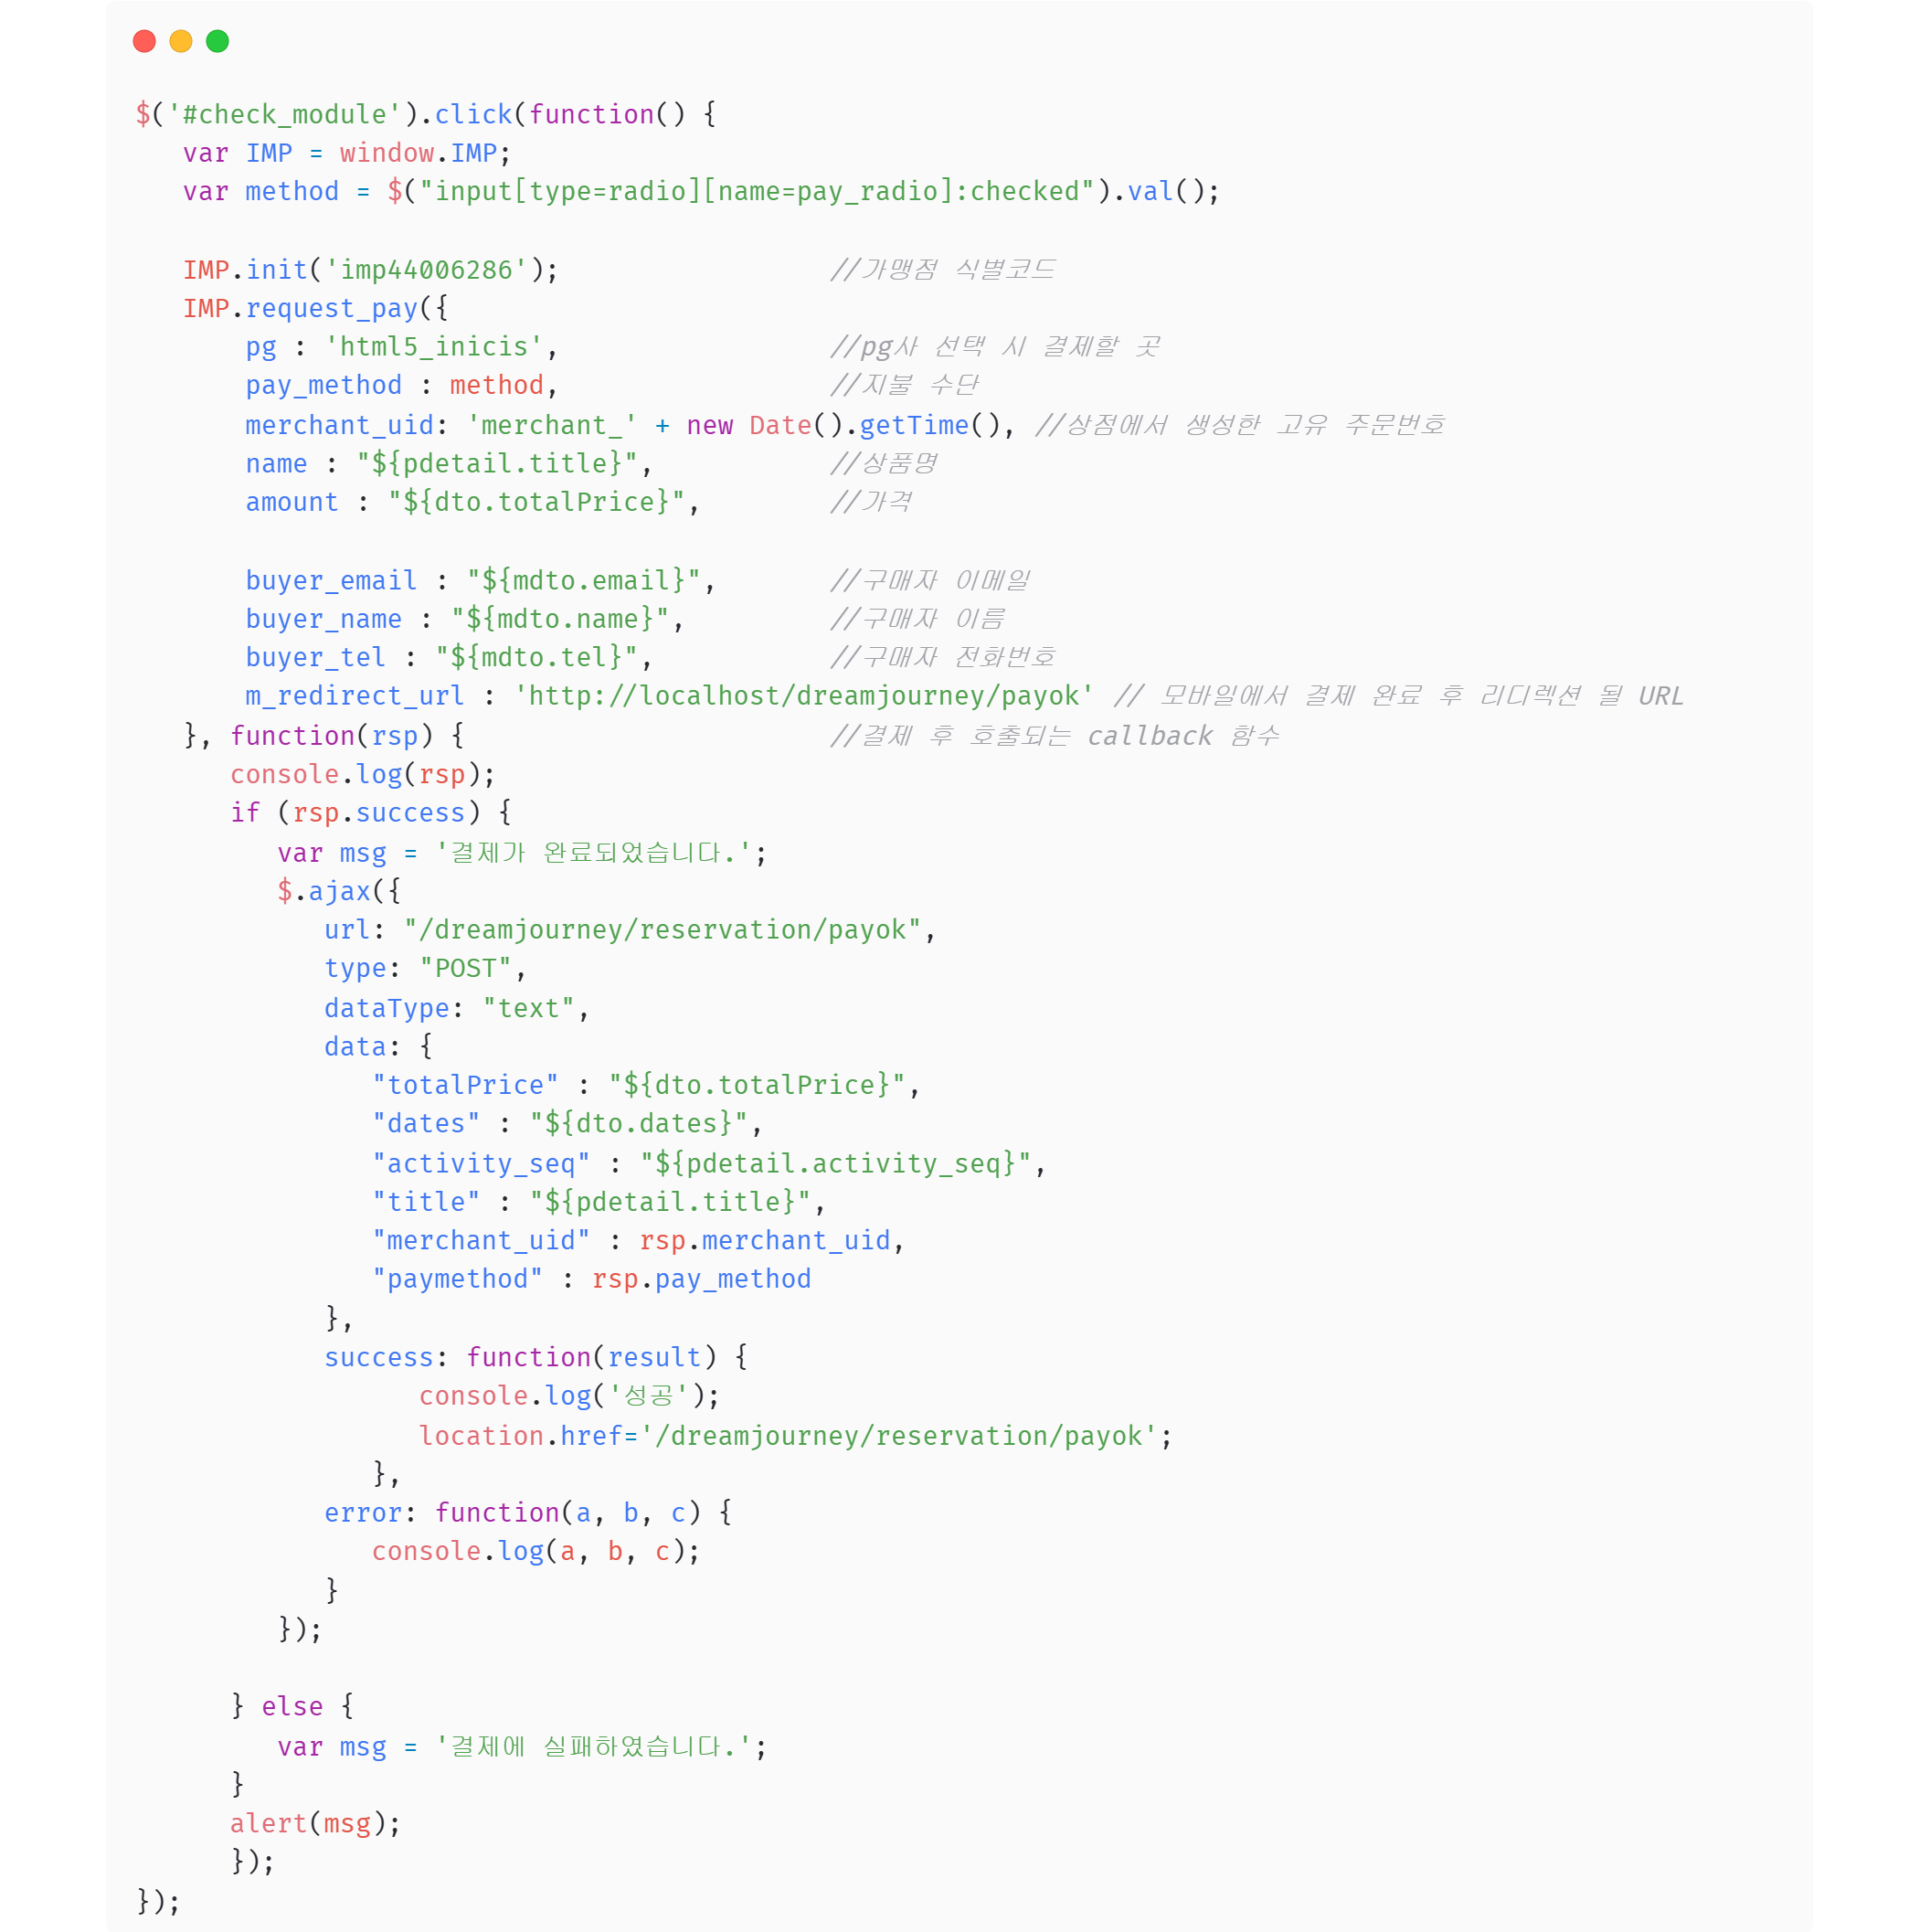 $('#check_module').click(function() {
var IMP = window.IMP;
var method = $("input[type=radio][name=pay_radio]:checked").val();
IMP.init('imp44006286'); //가맹점 식별코드
IMP.request_pay({
pg : 'html5_inicis', //pg사 선택 시 결제할 곳
pay_method : method, //지불 수단
merchant_uid: 'merchant_' + new Date().getTime(), //상점에서 생성한 고유 주문번호
name : "${pdetail.title}", //상품명
amount : "${dto.totalPrice}", //가격
buyer_email : "${mdto.email}", //구매자 이메일
buyer_name : "${mdto.name}", //구매자 이름
buyer_tel : "${mdto.tel}", //구매자 전화번호
m_redirect_url : 'http://localhost/dreamjourney/payok' // 모바일에서 결제 완료 후 리디렉션 될 URL
}, function(rsp) { //결제 후 호출되는 callback 함수
console.log(rsp);
if (rsp.success) {
var msg = '결제가 완료되었습니다.';
$.ajax({
url: "/dreamjourney/reservation/payok",
type: "POST",
dataType: "text",
data: {
"totalPrice" : "${dto.totalPrice}",
"dates" : "${dto.dates}",
"activity_seq" : "${pdetail.activity_seq}",
"title" : "${pdetail.title}",
"merchant_uid" : rsp.merchant_uid,
"paymethod" : rsp.pay_method
},
success: function(result) {
console.log('성공');
location.href='/dreamjourney/reservation/payok';
},
error: function(a, b, c) {
console.log(a, b, c);
}
});
} else {
var msg = '결제에 실패하였습니다.';
}
alert(msg);
});
});